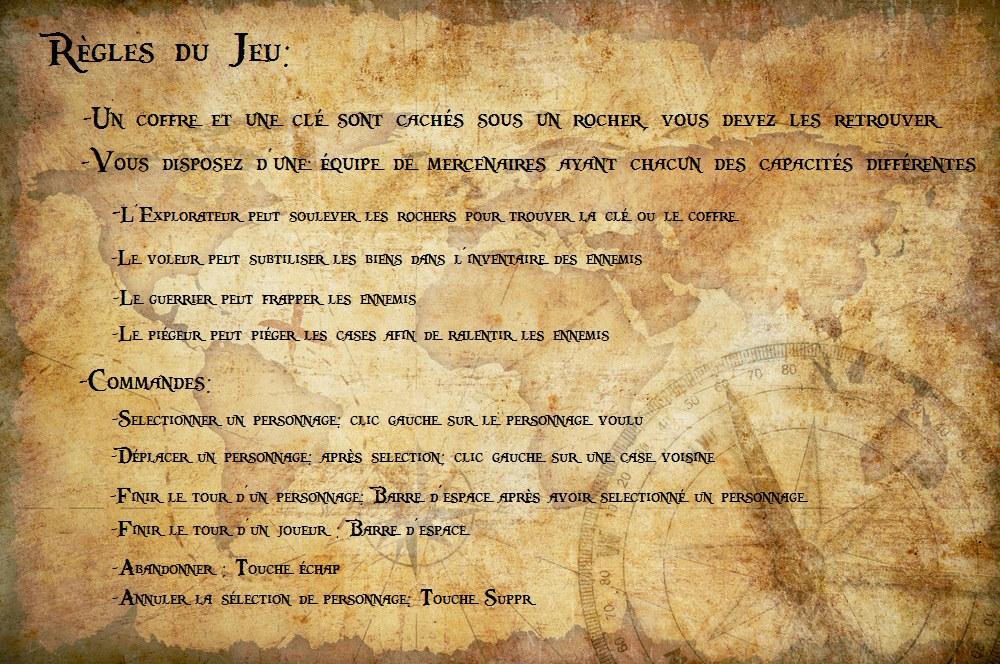 Règles du Jeu:
-Un coffre et une clé sont cachés sous un rocher, vous devez les retrouver
-Vous disposez d'une équipe de mercenaires ayant chacun des capacités différentes
-L'Explorateur peut soulever les rochers pour trouver la clé ou le coffre
-Le voleur peut subtiliser les biens dans l'inventaire des ennemis
-Le guerrier peut frapper les ennemis
-Le piégeur peut piéger les cases afin de ralentir les ennemis
-Commandes:
-Selectionner un personnage: clic gauche sur le personnage voulu
-Déplacer un personnage: après selection: clic gauche sur une case voisine
-Finir le tour d'un personnage: Barre d'espace après avoir selectionné un personnage
-Finir le tour d'un joueur : Barre d'espace
-Abandonner : Touche échap
-Annuler la sélection de personnage: Touche Suppr